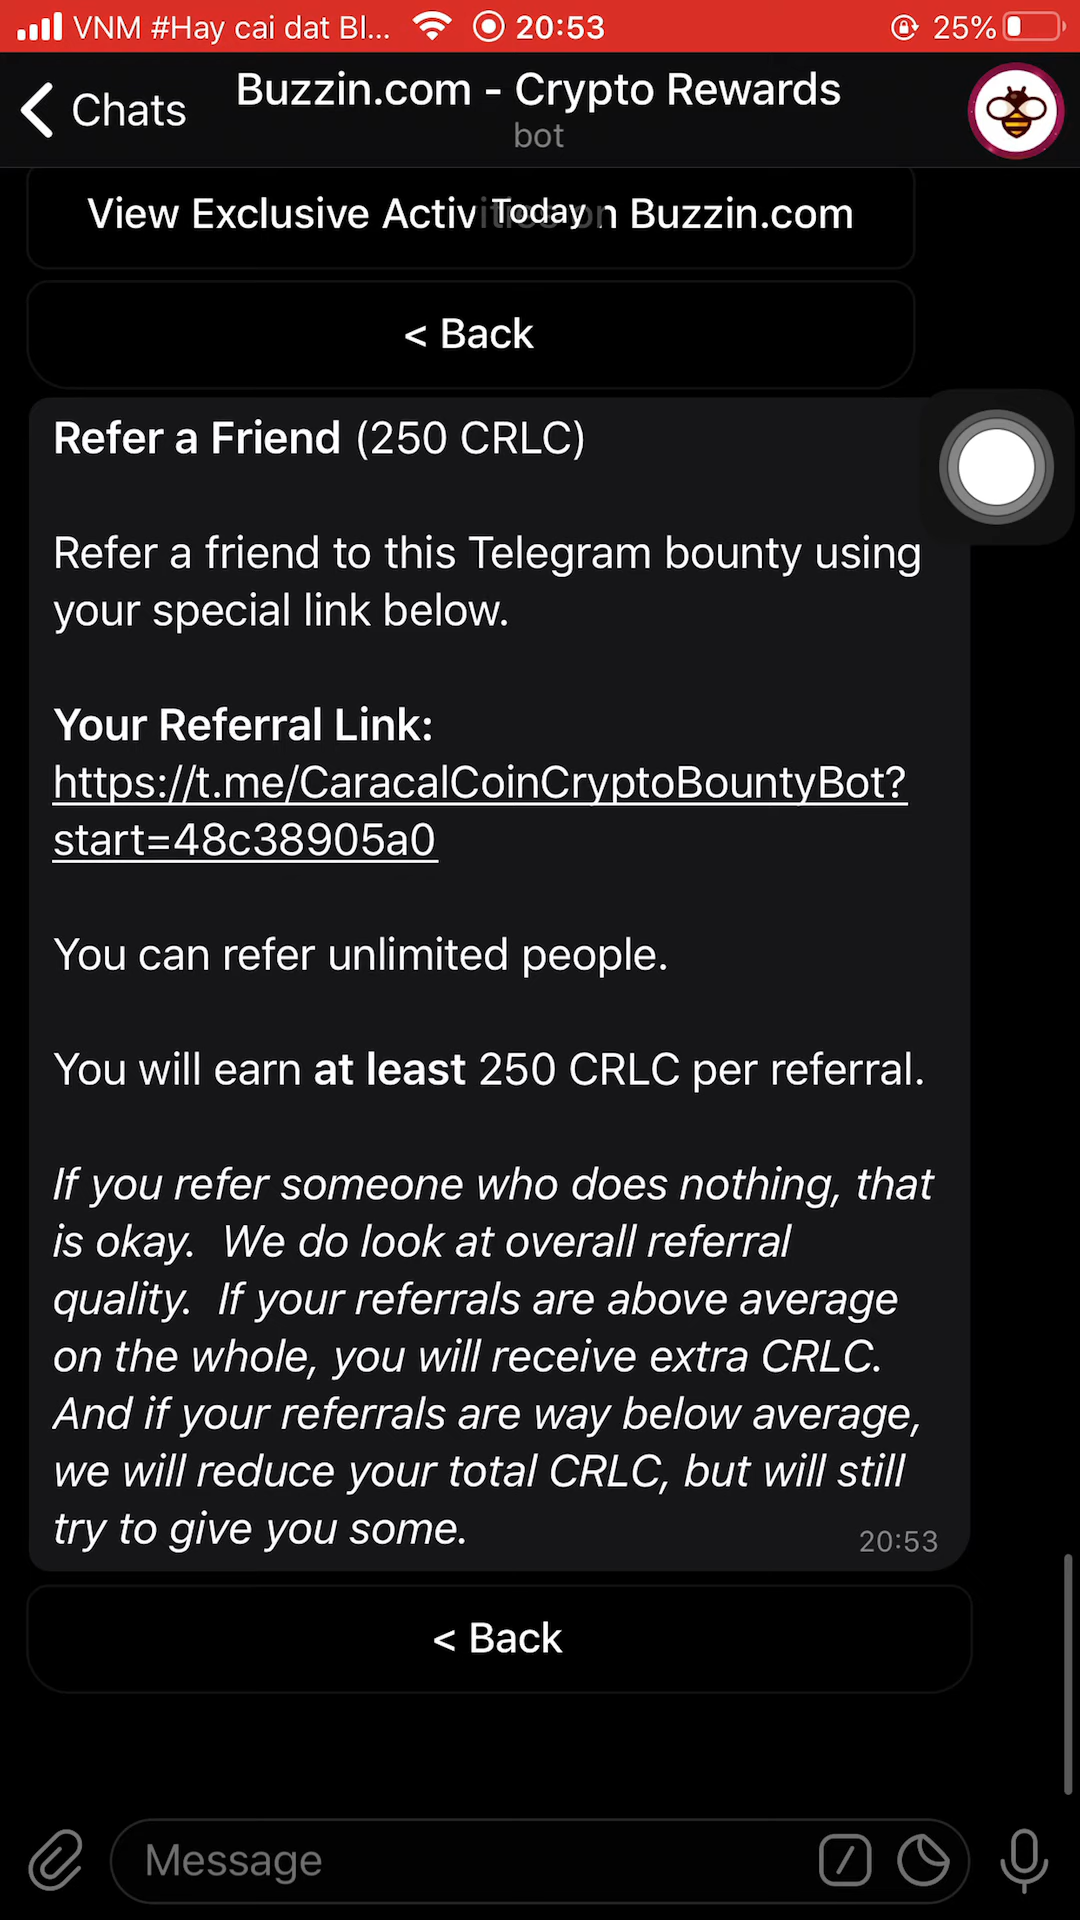 VNM #Hay cai dat Bl... 20:53 25%
Chats
Buzzin.com - Crypto Rewards
bot
View Exclusive Activities on Buzzin.com
Today
< Back
Refer a Friend (250 CRLC)
Refer a friend to this Telegram bounty using
your special link below.
Your Referral Link:
https://t.me/CaracalCoinCryptoBountyBot?
start=48c38905a0
You can refer unlimited people.
You will earn at least 250 CRLC per referral.
If you refer someone who does nothing, that
is okay.  We do look at overall referral
quality.  If your referrals are above average
on the whole, you will receive extra CRLC.
And if your referrals are way below average,
we will reduce your total CRLC, but will still
try to give you some.
20:53
< Back
Message